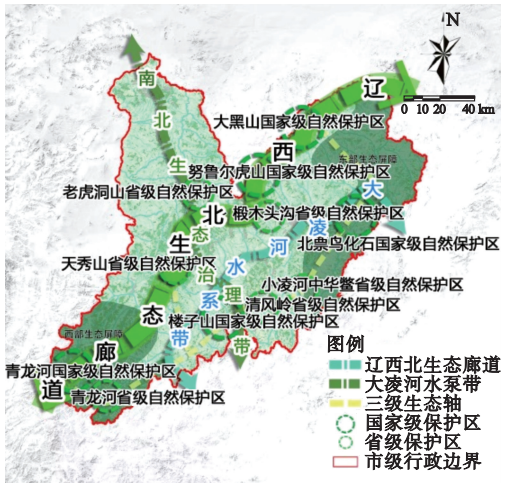 N
0 10 20 40 km
南北生态治理带
辽西北生态廊道
大凌河水系带
大黑山国家级自然保护区
东部生态屏障
努鲁尔虎山国家级自然保护区
老虎洞山省级自然保护区
椴木头沟省级自然保护区
北票鸟化石国家级自然保护区
天秀山省级自然保护区
小凌河中华鳖省级自然保护区
清风岭省级自然保护区
楼子山国家级自然保护区
西部生态屏障
青龙河国家级自然保护区
青龙河省级自然保护区
图例
辽西北生态廊道
大凌河水泵带
三级生态轴
国家级保护区
省级保护区
市级行政边界